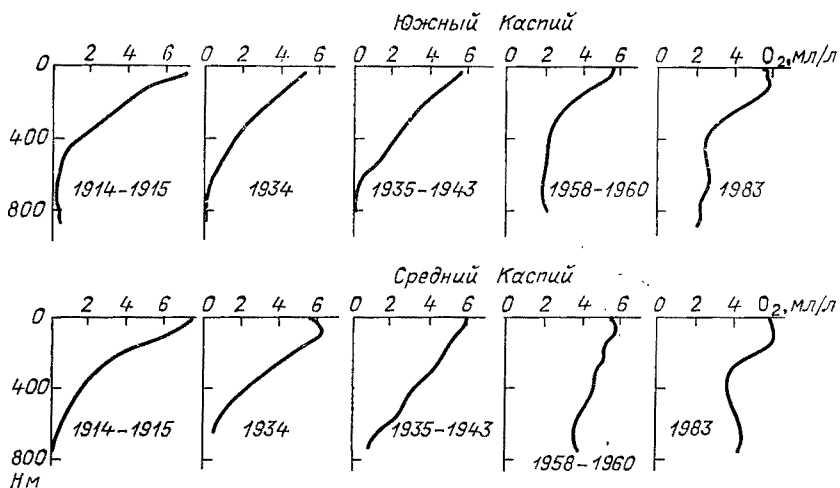 Южный Каспий
2 4 6 0 2 4 6 0 2 4 6 0 2 4 6 0 2 4 O₂, мл/л
0
400
800
1914–1915 1934 1935–1943 1958–1960 1983
Средний Каспий
0 2 4 6 0 2 4 6 0 2 4 6 0 2 4 6 0 2 4 O₂, мл/л
0
400
800
1914–1915 1934 1935–1943 1958–1960 1983
Н м